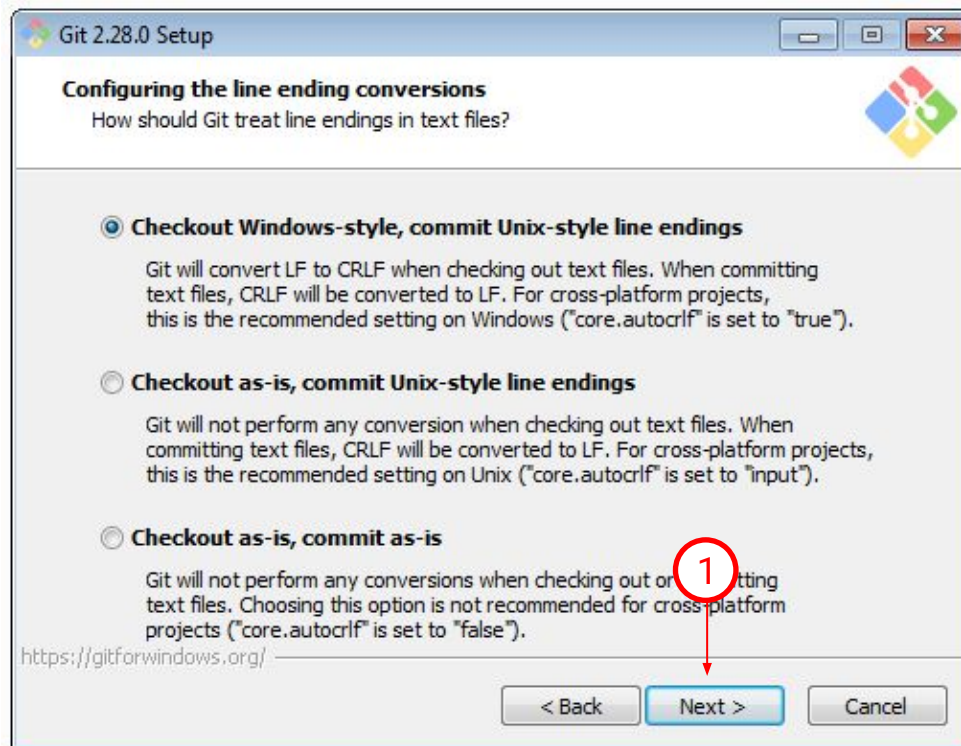 Git 2.28.0 Setup
Configuring the line ending conversions
How should Git treat line endings in text files?
Checkout Windows-style, commit Unix-style line endings
Git will convert LF to CRLF when checking out text files. When committing
text files, CRLF will be converted to LF. For cross-platform projects,
this is the recommended setting on Windows ("core.autocrlf" is set to "true").
Checkout as-is, commit Unix-style line endings
Git will not perform any conversion when checking out text files. When
committing text files, CRLF will be converted to LF. For cross-platform projects,
this is the recommended setting on Unix ("core.autocrlf" is set to "input").
Checkout as-is, commit as-is
Git will not perform any conversions when checking out or tting
text files. Choosing this option is not recommended for cross-platform
projects ("core.autocrlf" is set to "false").
1
https://gitforwindows.org/
< Back Next > Cancel